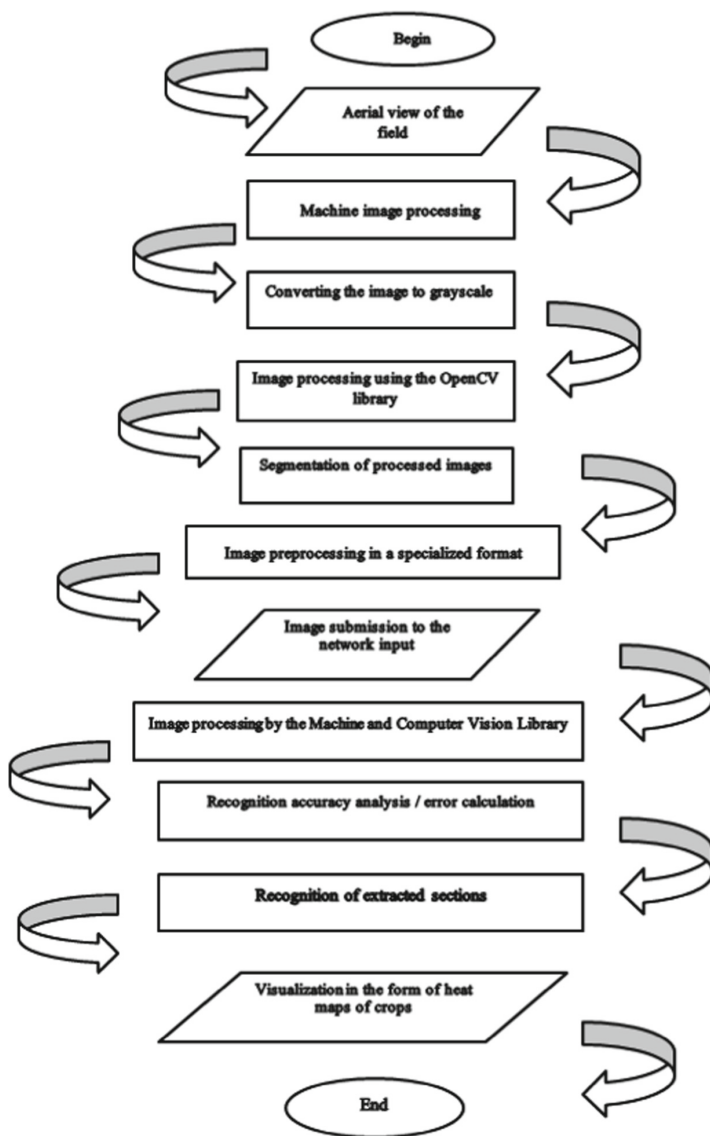 Begin
Aerial view of the
field
Machine image processing
Converting the image to grayscale
Image processing using the OpenCV
library
Segmentation of processed images
Image preprocessing in a specialized format
Image submission to the
network input
Image processing by the Machine and Computer Vision Library
Recognition accuracy analysis / error calculation
Recognition of extracted sections
Visualization in the form of heat
maps of crops
End